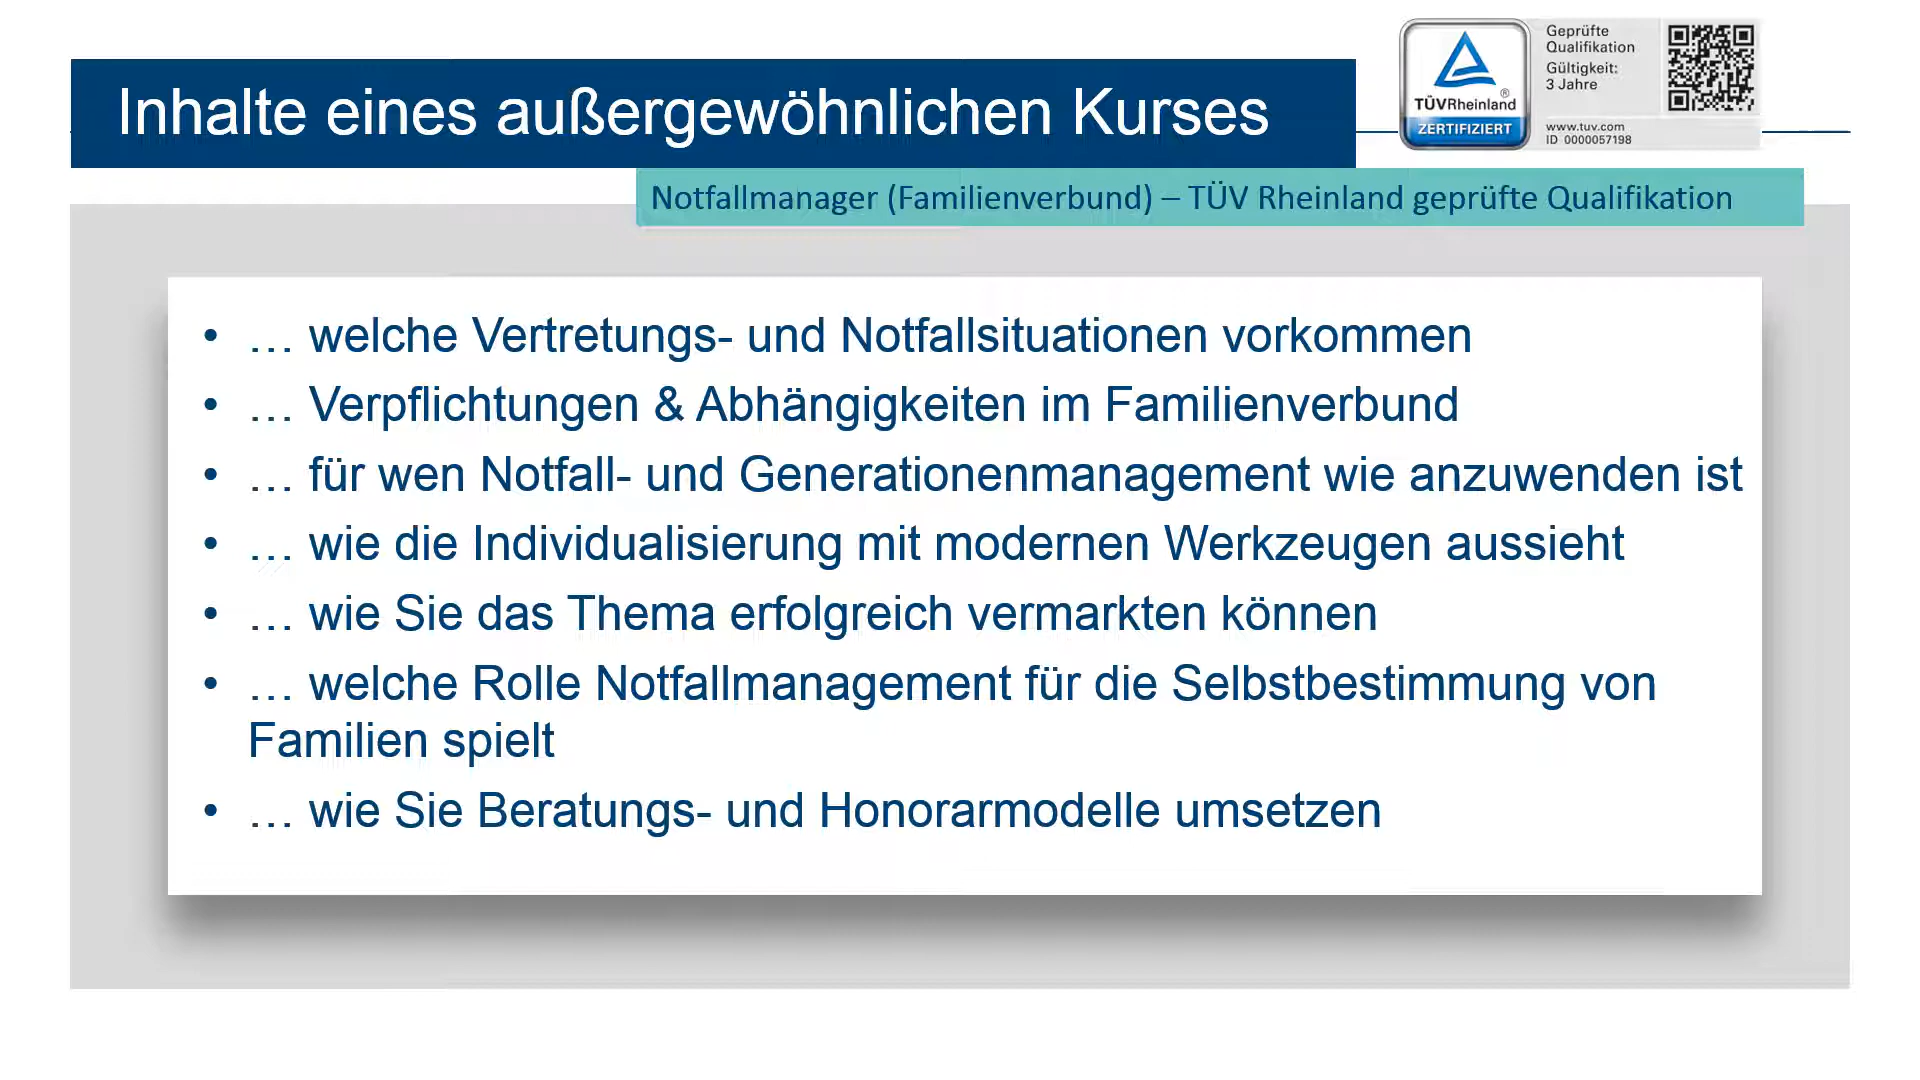 Inhalte eines außergewöhnlichen Kurses
TÜVRheinland®
ZERTIFIZIERT
Geprüfte
Qualifikation
Gültigkeit:
3 Jahre
www.tuv.com
ID 0000057198
Notfallmanager (Familienverbund) – TÜV Rheinland geprüfte Qualifikation
• … welche Vertretungs- und Notfallsituationen vorkommen
• … Verpflichtungen & Abhängigkeiten im Familienverbund
• … für wen Notfall- und Generationenmanagement wie anzuwenden ist
• … wie die Individualisierung mit modernen Werkzeugen aussieht
• … wie Sie das Thema erfolgreich vermarkten können
• … welche Rolle Notfallmanagement für die Selbstbestimmung von
Familien spielt
• … wie Sie Beratungs- und Honorarmodelle umsetzen